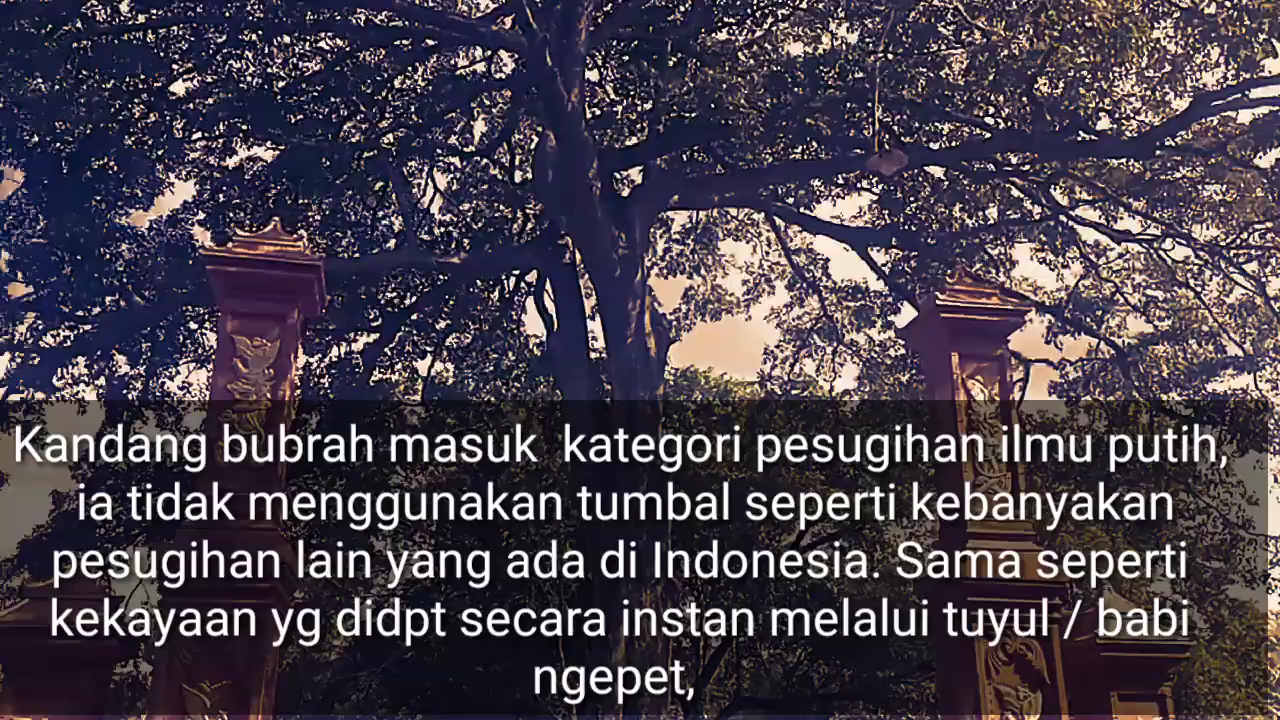 Kandang bubrah masuk  kategori pesugihan ilmu putih,
ia tidak menggunakan tumbal seperti kebanyakan
pesugihan lain yang ada di Indonesia. Sama seperti
kekayaan yg didpt secara instan melalui tuyul / babi
ngepet,